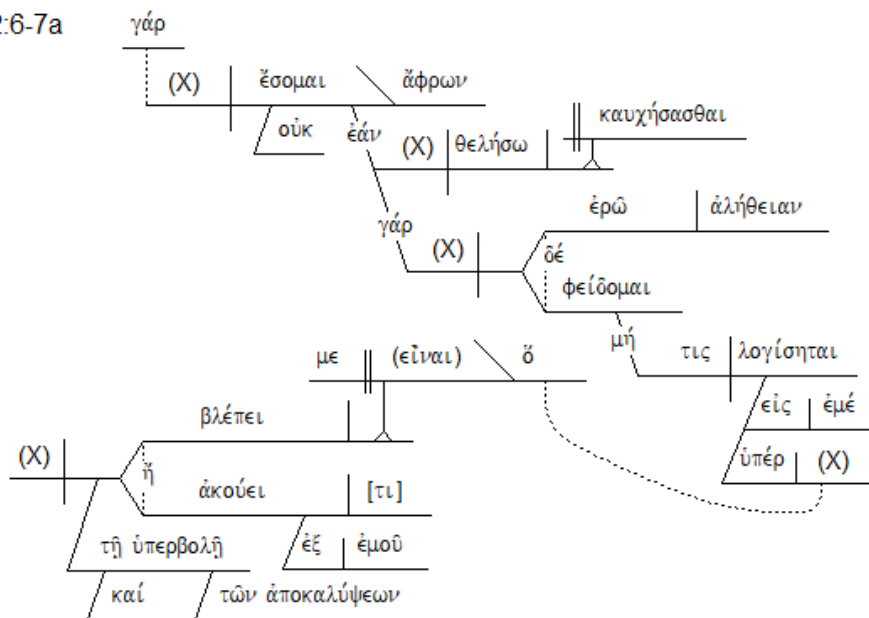 2:6-7a
γάρ
(X) ἔσομαι ἄφρων
οὐκ ἐάν
(X) θελήσω καυχήσασθαι
γάρ
(X) ἐρῶ ἀλήθειαν
δέ
φείδομαι
μή
τις λογίσηται
εἰς ἐμέ
ὑπέρ (X)
με (εἶναι) ὅ
(X) βλέπει
ἤ
ἀκούει [τι]
ἐξ ἐμοῦ
τῇ ὑπερβολῇ
καί τῶν ἀποκαλύψεων